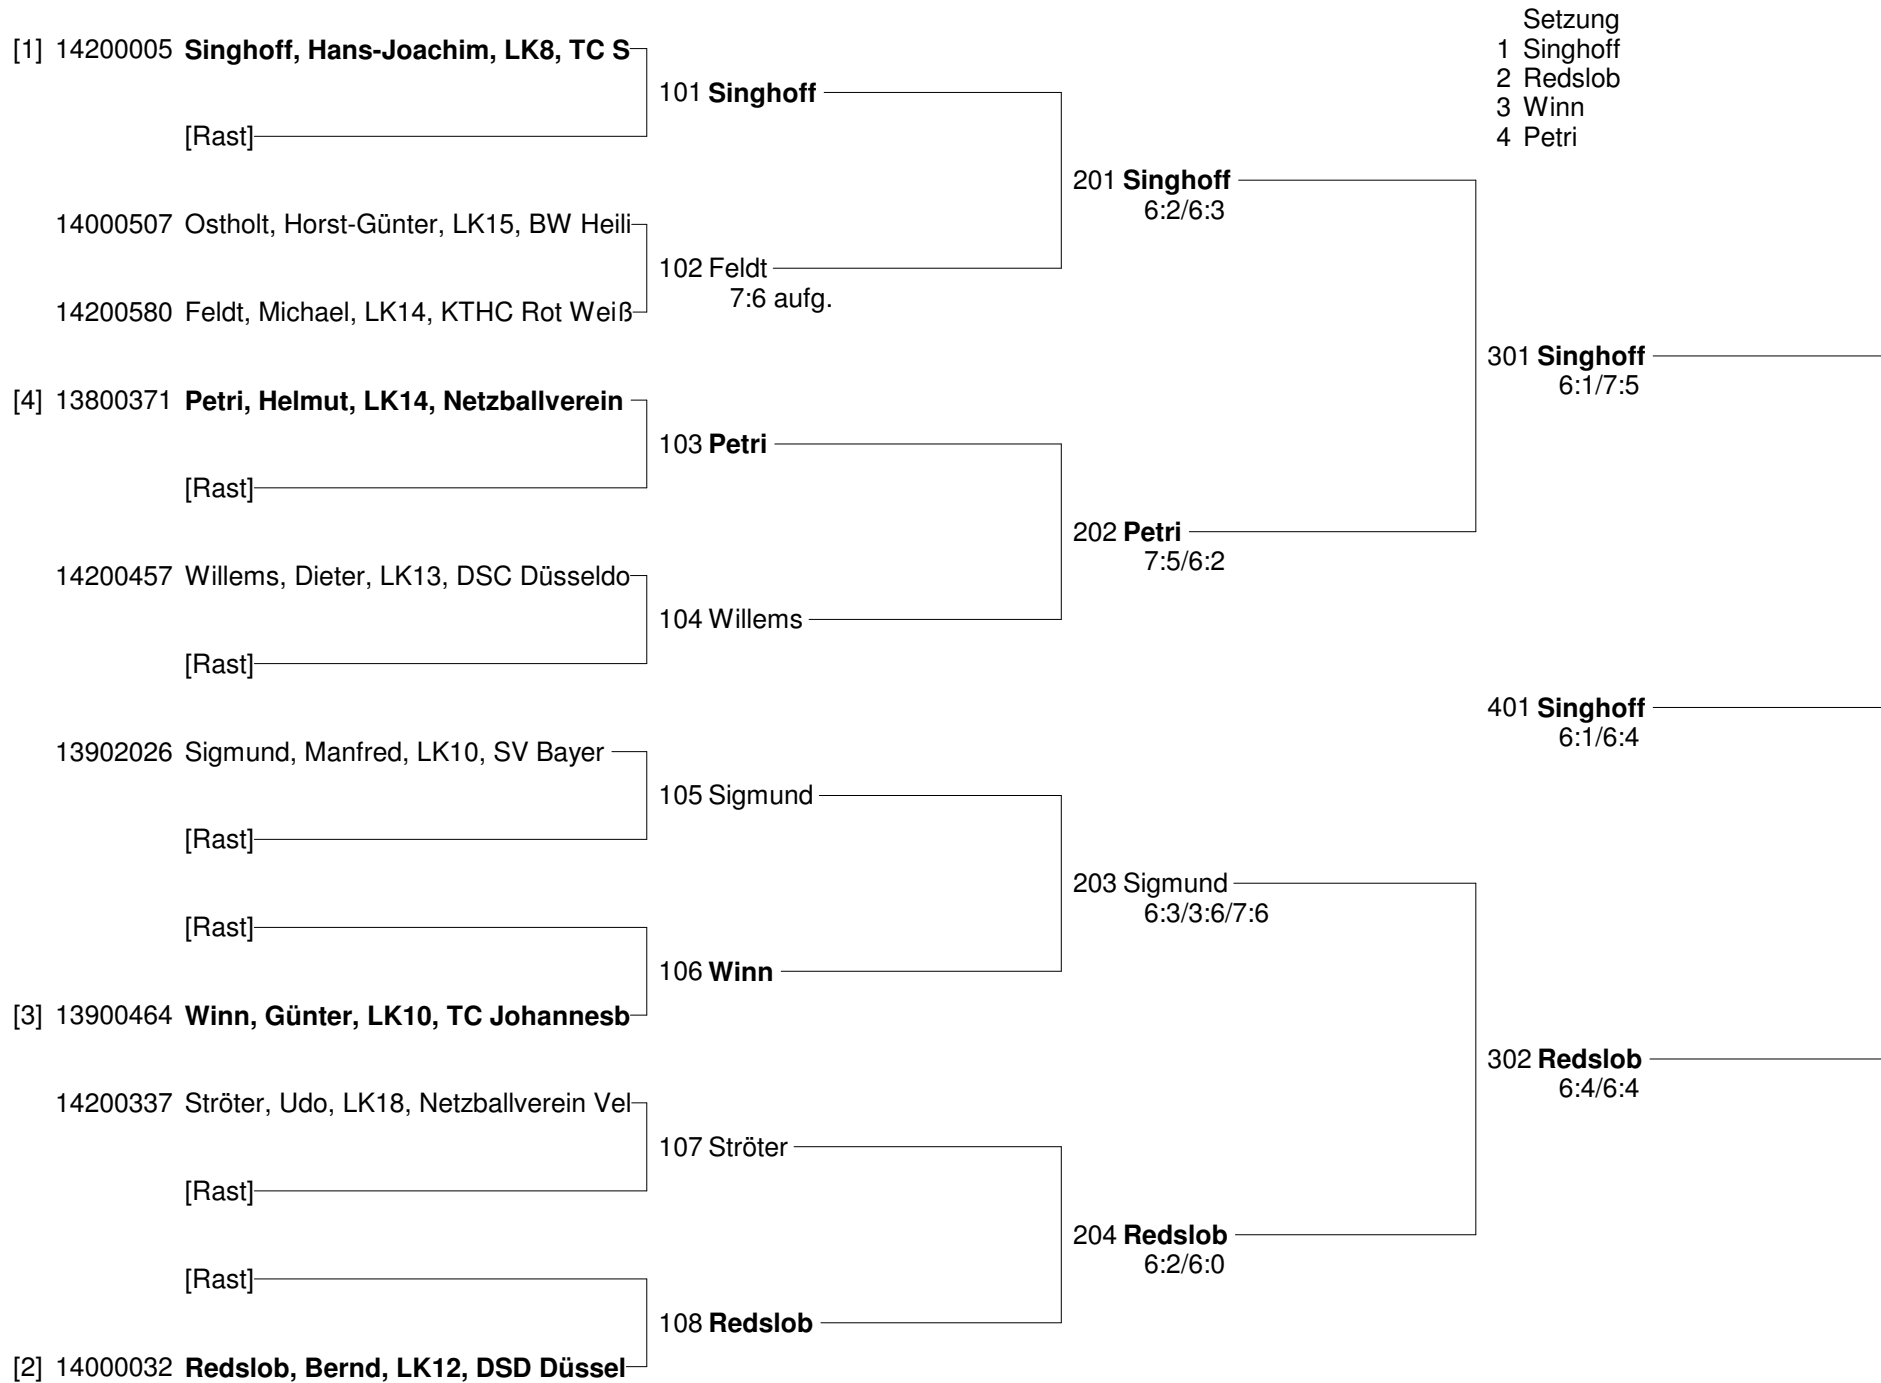 Setzung
1 Singhoff
2 Redslob
3 Winn
4 Petri
[1] 14200005 Singhoff, Hans-Joachim, LK8, TC S
[Rast]
14000507 Ostholt, Horst-Günter, LK15, BW Heili
14200580 Feldt, Michael, LK14, KTHC Rot Weiß
[4] 13800371 Petri, Helmut, LK14, Netzballverein
[Rast]
14200457 Willems, Dieter, LK13, DSC Düsseldo
[Rast]
13902026 Sigmund, Manfred, LK10, SV Bayer
[Rast]
[Rast]
[3] 13900464 Winn, Günter, LK10, TC Johannesb
14200337 Ströter, Udo, LK18, Netzballverein Vel
[Rast]
[Rast]
[2] 14000032 Redslob, Bernd, LK12, DSD Düssel
101 Singhoff
102 Feldt
7:6 aufg.
103 Petri
104 Willems
105 Sigmund
106 Winn
107 Ströter
108 Redslob
201 Singhoff
6:2/6:3
202 Petri
7:5/6:2
203 Sigmund
6:3/3:6/7:6
204 Redslob
6:2/6:0
301 Singhoff
6:1/7:5
401 Singhoff
6:1/6:4
302 Redslob
6:4/6:4